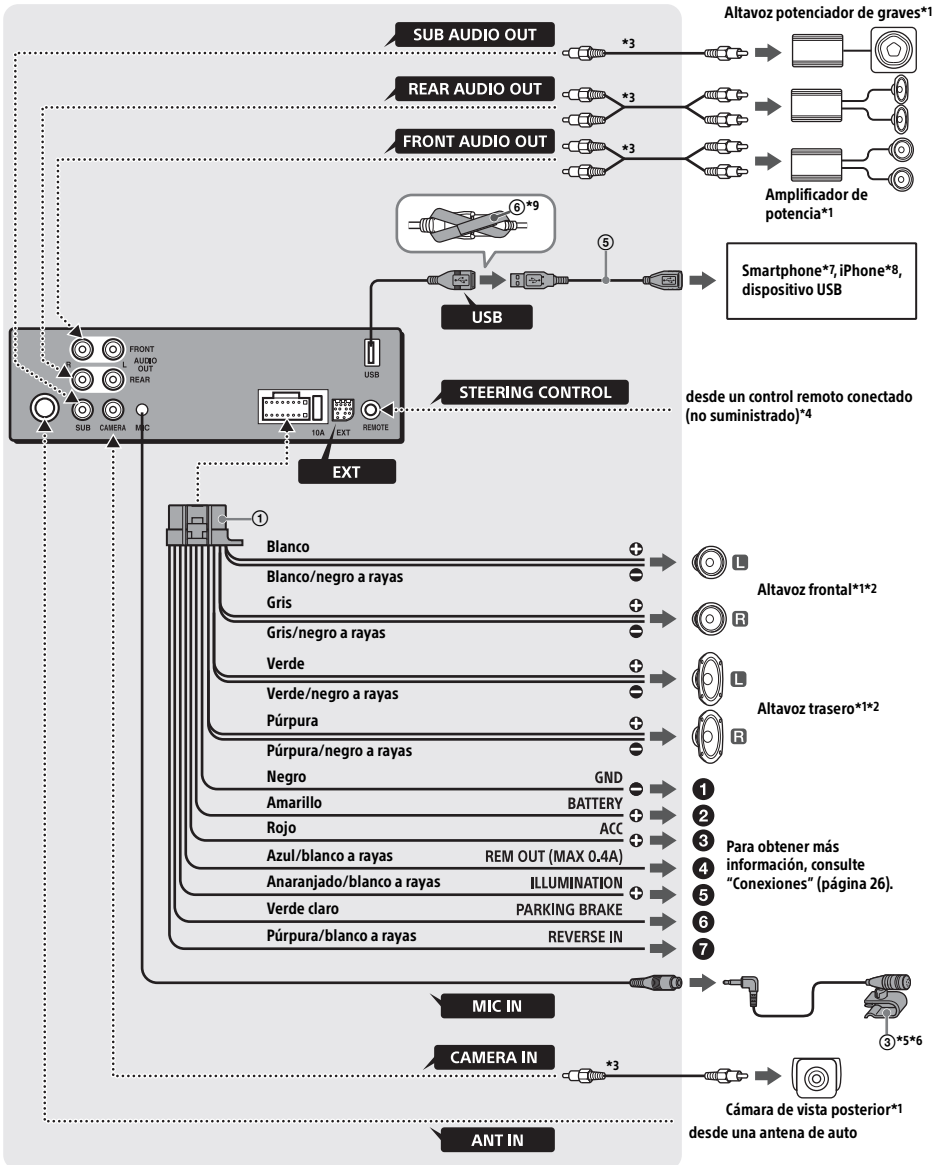 Altavoz potenciador de graves*1
SUB AUDIO OUT
*3
REAR AUDIO OUT
*3
FRONT AUDIO OUT
*3
Amplificador de
potencia*1
⑥*9
⑤
Smartphone*7, iPhone*8,
dispositivo USB
USB
FRONT
R AUDIO L
OUT
REAR
USB
STEERING CONTROL
desde un control remoto conectado
(no suministrado)*4
SUB CAMERA MIC
10A EXT REMOTE
EXT
①
Blanco
Blanco/negro a rayas
L
Altavoz frontal*1*2
Gris
Gris/negro a rayas
R
Verde
Verde/negro a rayas
L
Altavoz trasero*1*2
Púrpura
Púrpura/negro a rayas
R
Negro GND ❶
Amarillo BATTERY ❷
Rojo ACC ❸
Azul/blanco a rayas REM OUT (MAX 0.4A) ❹
Anaranjado/blanco a rayas ILLUMINATION ❺
Verde claro PARKING BRAKE ❻
Púrpura/blanco a rayas REVERSE IN ❼
Para obtener más
información, consulte
“Conexiones” (página 26).
MIC IN
③*5*6
CAMERA IN
*3
Cámara de vista posterior*1
desde una antena de auto
ANT IN